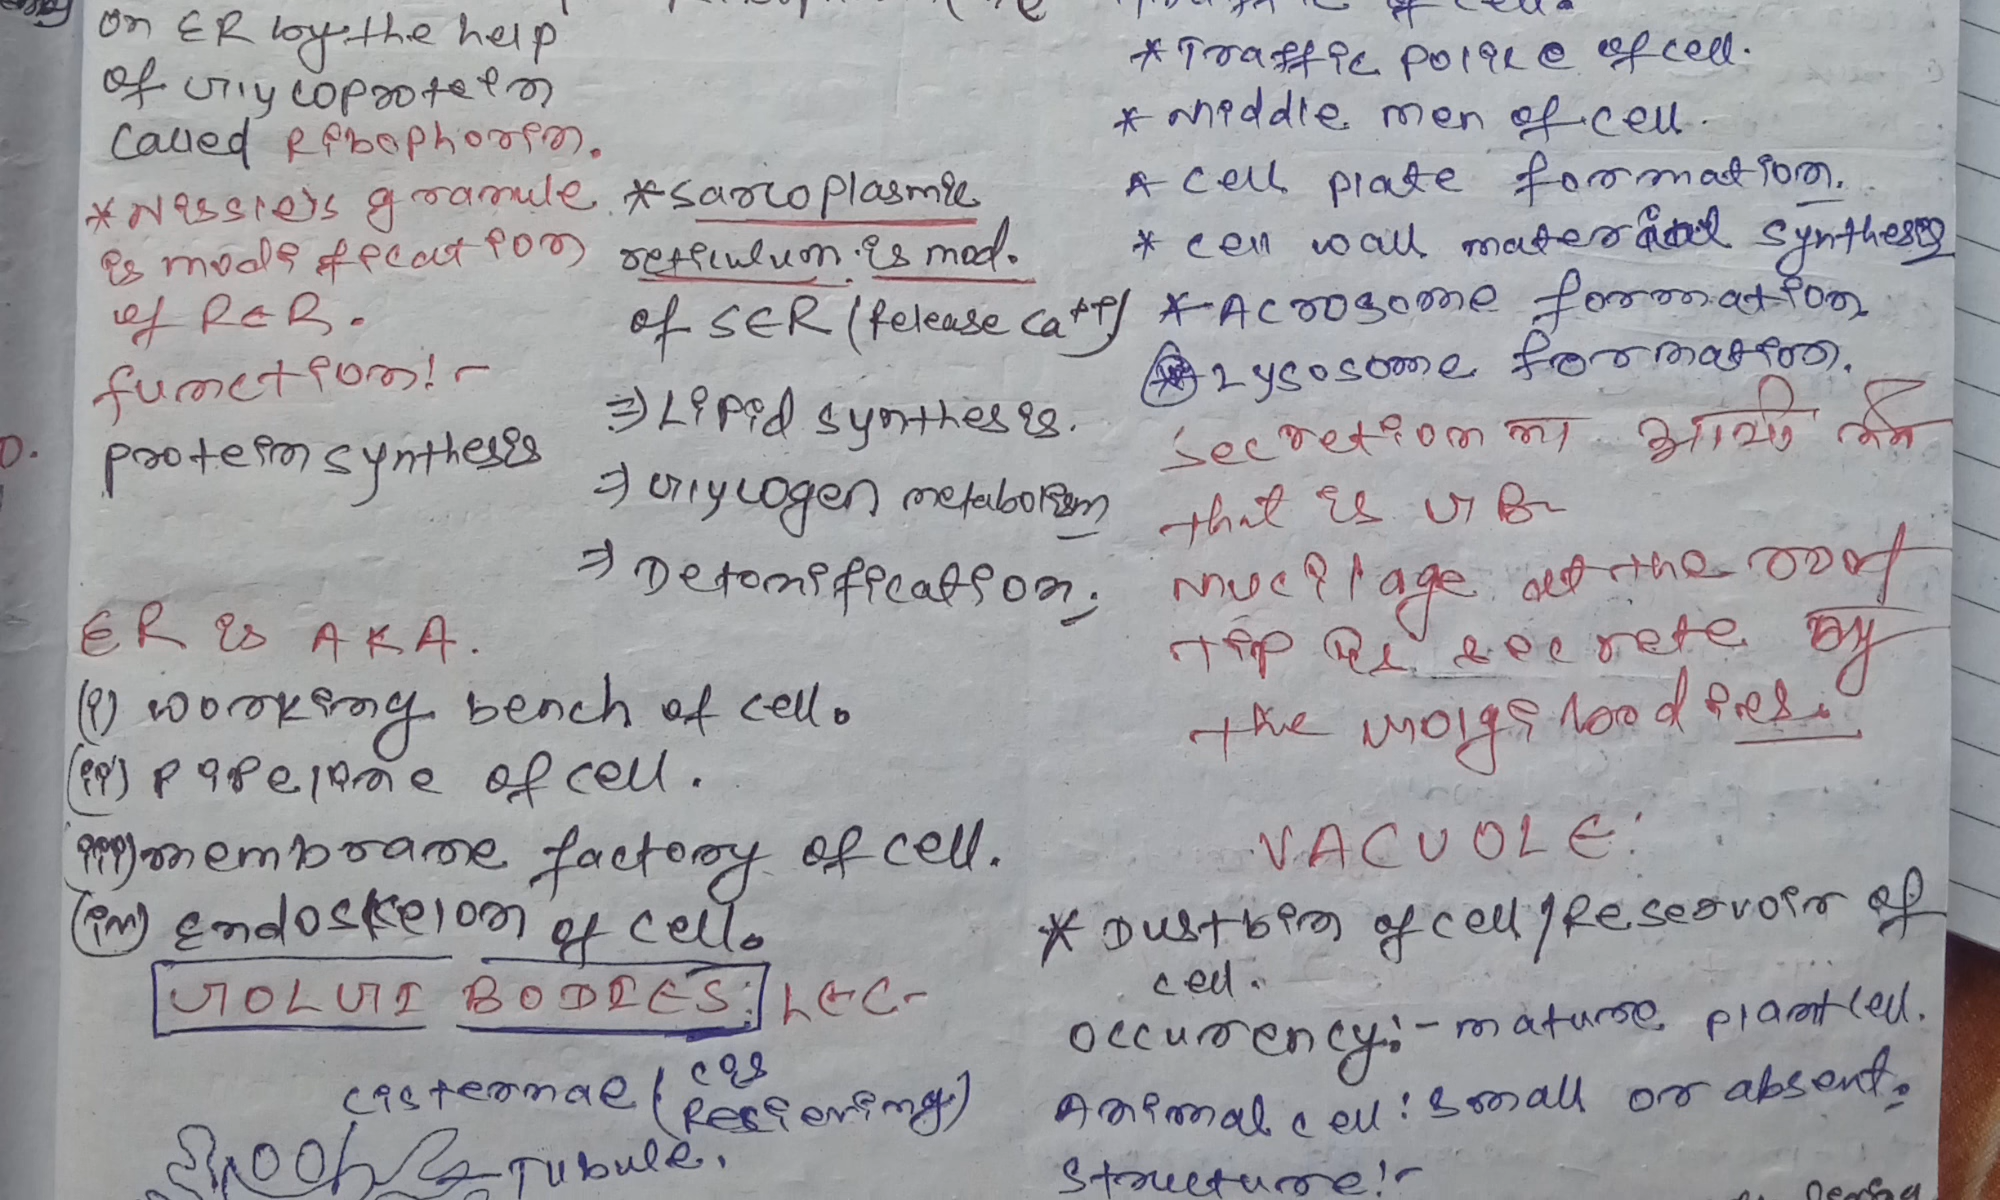 on ER by the help
of Glycoprotein
called Ribophorin.
*Nissle's granule
is modification
of RER.
function:-
protein synthesis
*Sarcoplasmic
reticulum is mod.
of SER (Release Ca++)
⇒ Lipid synthesis.
⇒ Glycogen metabolism
⇒ Detoxification.
ER is AKA.
(i) working bench of cell.
(ii) Pipeline of cell.
(iii) membrane factory of cell.
(iv) Endoskeleton of cell.
GOLGI BODIES:
cisternae ( cis
Receiving)
Tubule.
of cell.
*Traffic police of cell.
* middle men of cell.
* cell plate formation.
* cell wall material synthesis
* Acrosome formation
* Lysosome formation.
secretion का
that is GB
mucilage at the root
tip is secrete by
the golgi bodies.
VACUOLE:
* Dustbin of cell / Reservoir of
cell.
occurrency:- mature plant cell.
Animal cell: small or absent.
structure:-